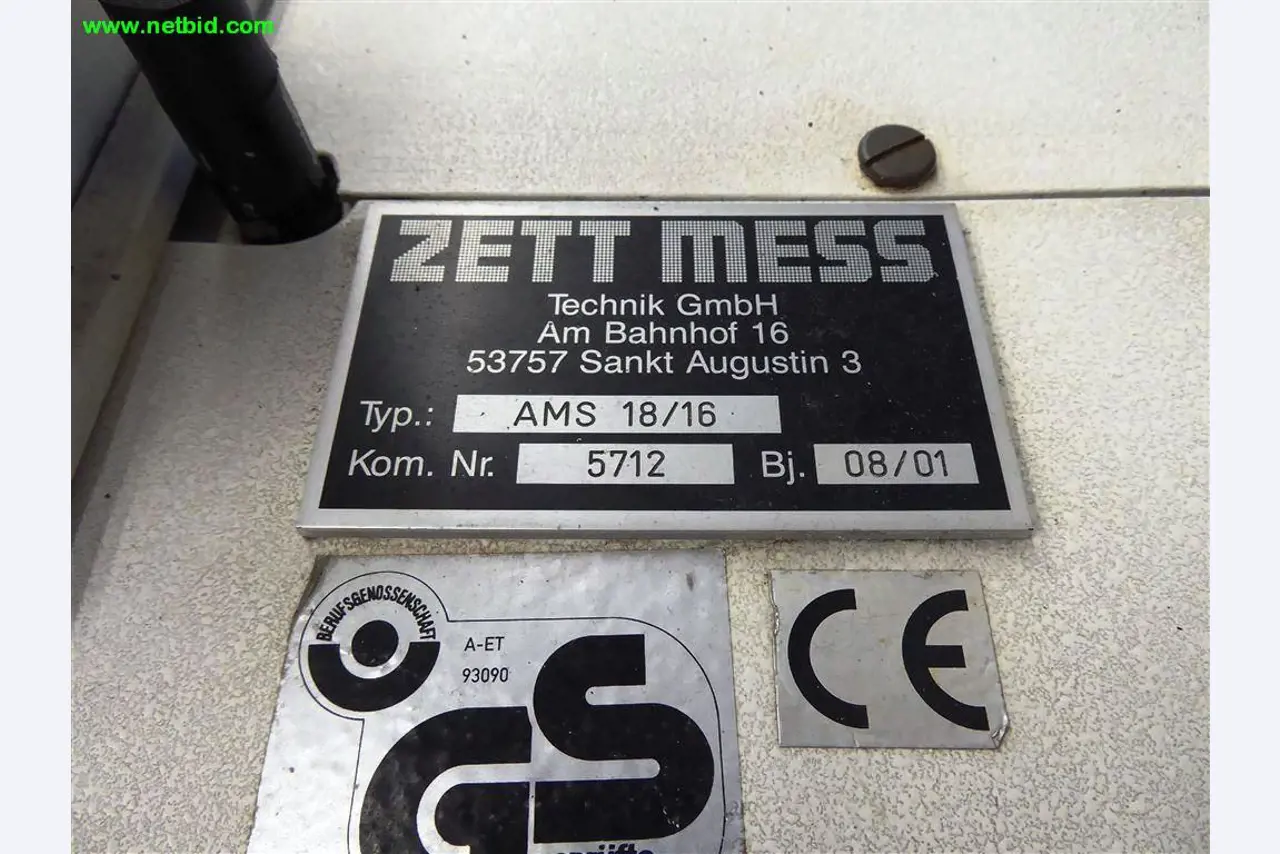 www.netbid.com
ZETT MESS
Technik GmbH
Am Bahnhof 16
53757 Sankt Augustin 3
Typ.: AMS 18/16
Kom. Nr. 5712 Bj. 08/01
BERUFSGENOSSENSCHAFT
A-ET
93090
GS
CE